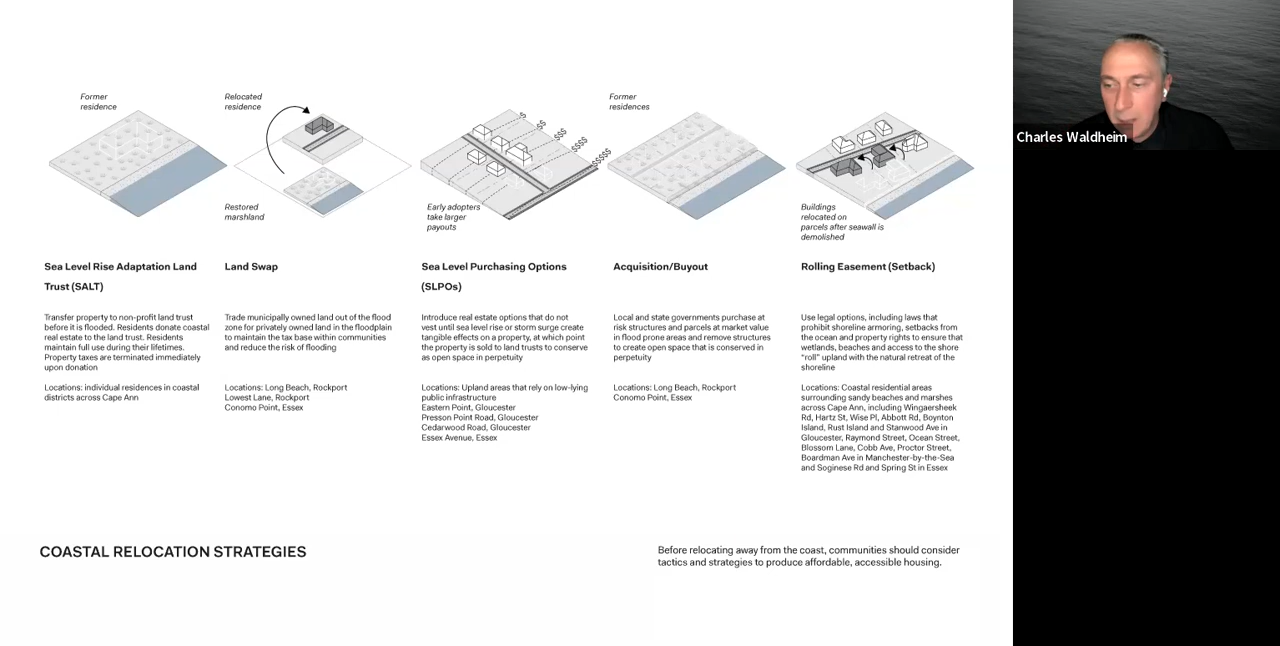 Former
residence
Relocated
residence
Restored
marshland
$
$$
$$$
$$$$
$$$$$
Early adopters
take larger
payouts
Former
residences
Buildings
relocated on
parcels after seawall is
demolished
Charles Waldheim
Sea Level Rise Adaptation Land
Trust (SALT)
Transfer property to non-profit land trust
before it is flooded. Residents donate coastal
real estate to the land trust. Residents
maintain full use during their lifetimes.
Property taxes are terminated immediately
upon donation
Locations: individual residences in coastal
districts across Cape Ann
Land Swap
Trade municipally owned land out of the flood
zone for privately owned land in the floodplain
to maintain the tax base within communities
and reduce the risk of flooding
Locations: Long Beach, Rockport
Lowest Lane, Rockport
Conomo Point, Essex
Sea Level Purchasing Options
(SLPOs)
Introduce real estate options that do not
vest until sea level rise or storm surge create
tangible effects on a property, at which point
the property is sold to land trusts to conserve
as open space in perpetuity
Locations: Upland areas that rely on low-lying
public infrastructure
Eastern Point, Gloucester
Presson Point Road, Gloucester
Cedarwood Road, Gloucester
Essex Avenue, Essex
Acquisition/Buyout
Local and state governments purchase at
risk structures and parcels at market value
in flood prone areas and remove structures
to create open space that is conserved in
perpetuity
Locations: Long Beach, Rockport
Conomo Point, Essex
Rolling Easement (Setback)
Use legal options, including laws that
prohibit shoreline armoring, setbacks from
the ocean and property rights to ensure that
wetlands, beaches and access to the shore
“roll” upland with the natural retreat of the
shoreline
Locations: Coastal residential areas
surrounding sandy beaches and marshes
across Cape Ann, including Wingaersheek
Rd, Hartz St, Wise Pl, Abbott Rd, Boynton
Island, Rust Island and Stanwood Ave in
Gloucester, Raymond Street, Ocean Street,
Blossom Lane, Cobb Ave, Proctor Street,
Boardman Ave in Manchester-by-the-Sea
and Soginese Rd and Spring St in Essex
COASTAL RELOCATION STRATEGIES
Before relocating away from the coast, communities should consider
tactics and strategies to produce affordable, accessible housing.